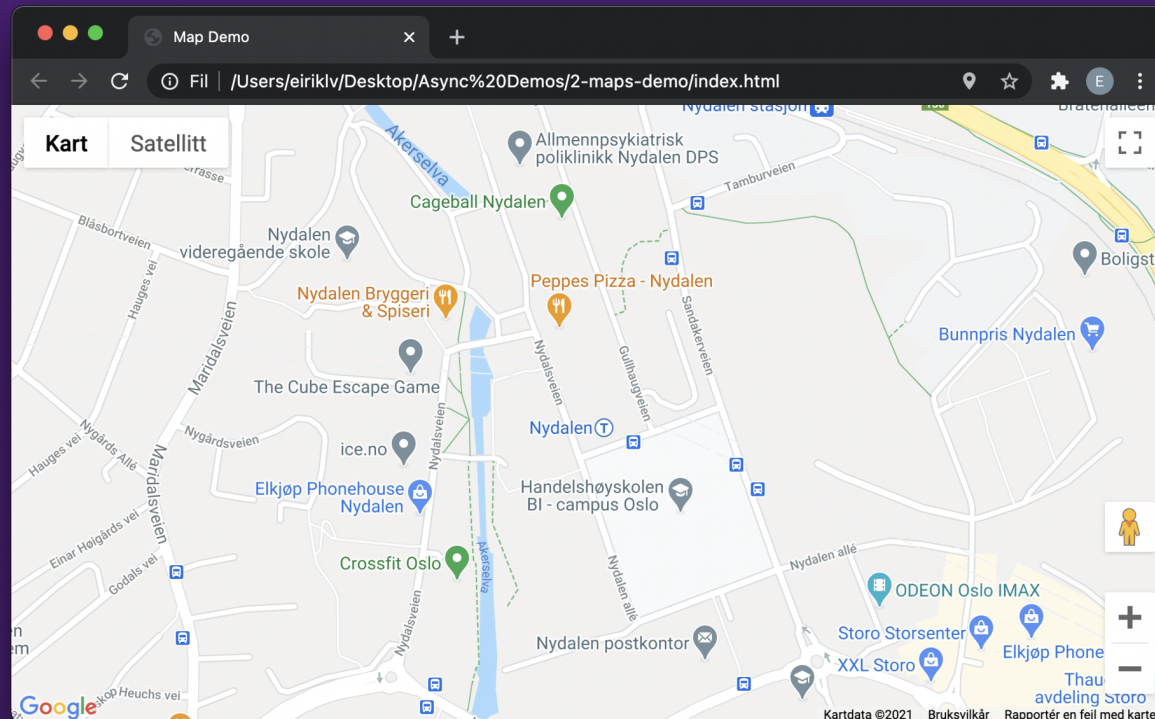 Map Demo
Fil
/Users/eiriklv/Desktop/Async%20Demos/2-maps-demo/index.html
E
Kart
Satellitt
Nydalen stasjon
Akerselva
Allmennpsykiatrisk
poliklinikk Nydalen DPS
Tamburveien
Cageball Nydalen
Blåsbortveien
Nydalen
videregående skole
Boligst
Hauges vei
Peppes Pizza - Nydalen
Nydalen Bryggeri
& Spiseri
Sandakerveien
Bunnpris Nydalen
Maridalsveien
Nydalsveien
Gullhaugveien
The Cube Escape Game
Nydalen
T
Nygårds Allé
Nygårdsveien
Hauges vei
Nydalsveien
ice.no
Maridalsveien
Elkjøp Phonehouse
Nydalen
Handelshøyskolen
BI - campus Oslo
Einar Høigårds vei
Godals vei
Crossfit Oslo
Akerselva
Nydalen allé
Nydalen allé
ODEON Oslo IMAX
Nydalsveien
Nydalen postkontor
Storo Storsenter
Elkjøp Phone
XXL Storo
Thau
avdeling Storo
Heuchs vei
Google
Kartdata ©2021
Bruksvilkår
Rapportér en feil med karte